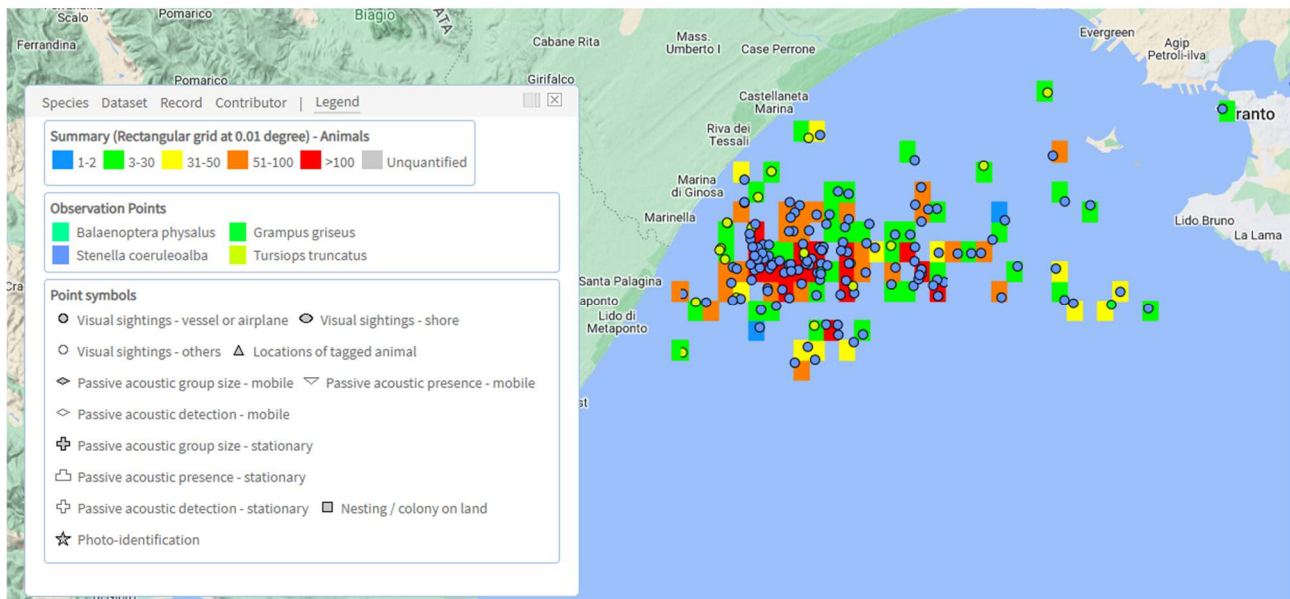 Scalo
Pomarico
Biagio
ATA
Ferrandina
Pomarico
Cabane Rita
Mass.
Umberto I
Case Perrone
Girifalco
Evergreen
Agip
Petroli-ilva
Castellaneta
Marina
Riva dei
Tessali
Marina
di Ginosa
Marinella
Santa Palagina
aponto
Lido di
Metaponto
st
ranto
Lido Bruno
La Lama
Cra
Species Dataset Record Contributor | Legend
Summary (Rectangular grid at 0.01 degree) - Animals
1-2 3-30 31-50 51-100 >100 Unquantified
Observation Points
Balaenoptera physalus Grampus griseus
Stenella coeruleoalba Tursiops truncatus
Point symbols
Visual sightings - vessel or airplane Visual sightings - shore
Visual sightings - others Locations of tagged animal
Passive acoustic group size - mobile Passive acoustic presence - mobile
Passive acoustic detection - mobile
Passive acoustic group size - stationary
Passive acoustic presence - stationary
Passive acoustic detection - stationary Nesting / colony on land
Photo-identification